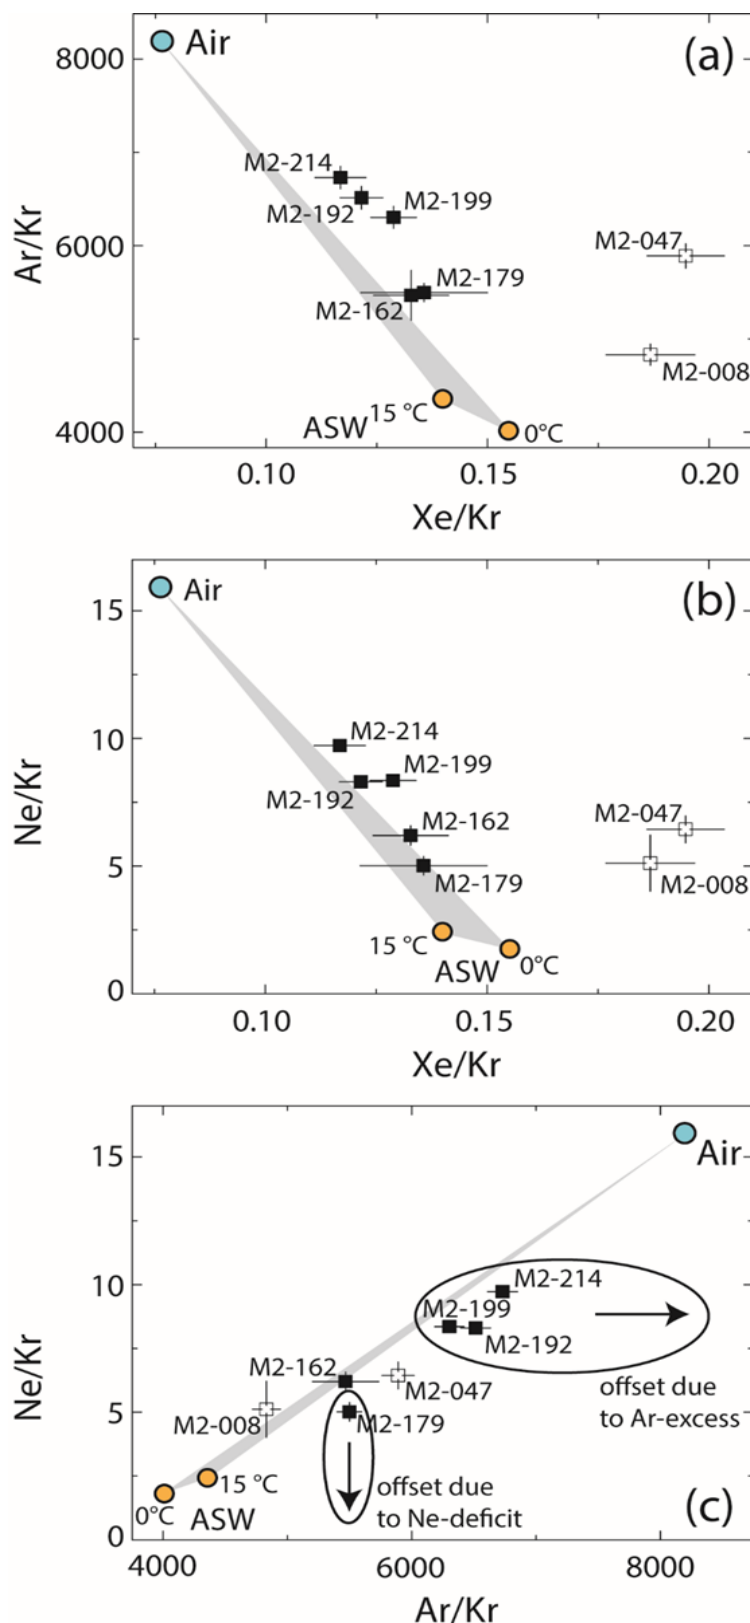 (a)
Air
8000
M2-214
M2-192
M2-199
6000
M2-047
M2-179
M2-162
M2-008
15 °C
ASW
0°C
4000
Ar/Kr
0.10
0.15
0.20
Xe/Kr
(b)
Air
15
M2-214
10
M2-199
M2-192
M2-162
M2-047
5
M2-179
M2-008
15 °C
ASW
0°C
0
Ne/Kr
0.10
0.15
0.20
Xe/Kr
15
Air
10
M2-214
M2-199
M2-192
M2-162
M2-047
5
M2-008
M2-179
offset due
to Ar-excess
15 °C
0°C
ASW
offset due
to Ne-deficit
(c)
0
Ne/Kr
4000
6000
8000
Ar/Kr